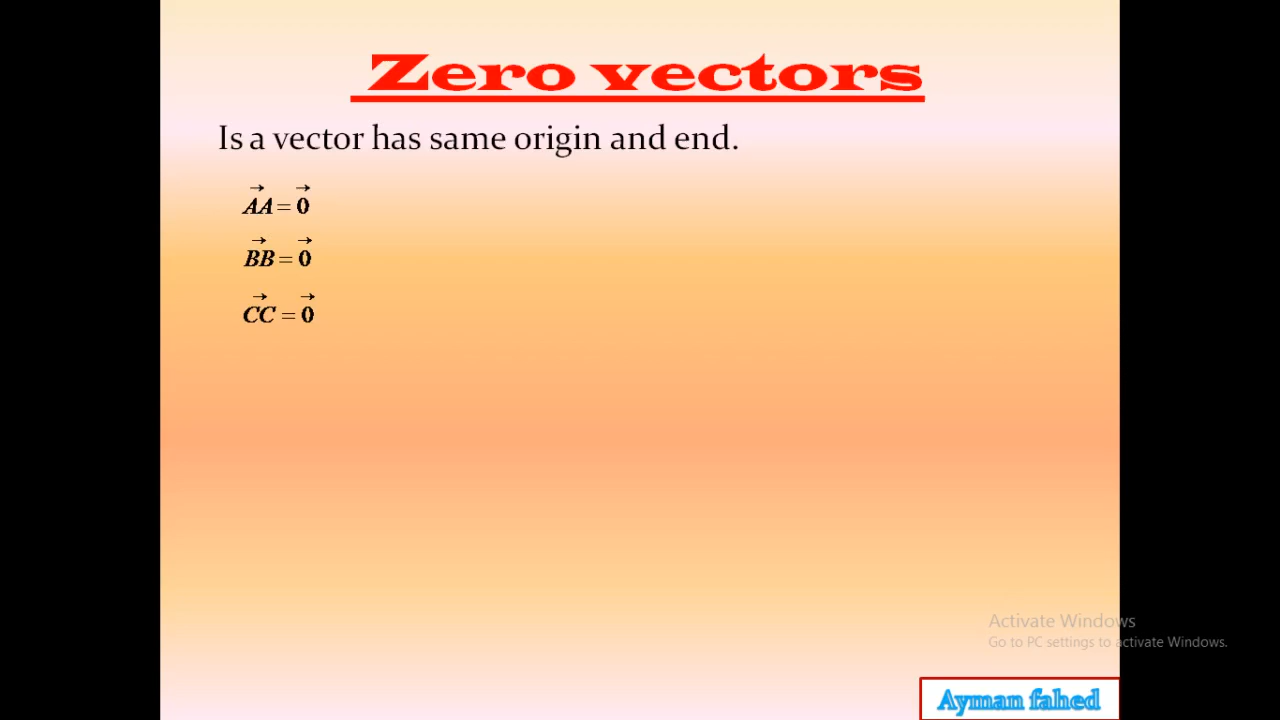 Zero vectors
Is a vector has same origin and end.
AA⃗ = 0⃗
BB⃗ = 0⃗
CC⃗ = 0⃗
Activate Windows
Go to PC settings to activate Windows.
Ayman fahed